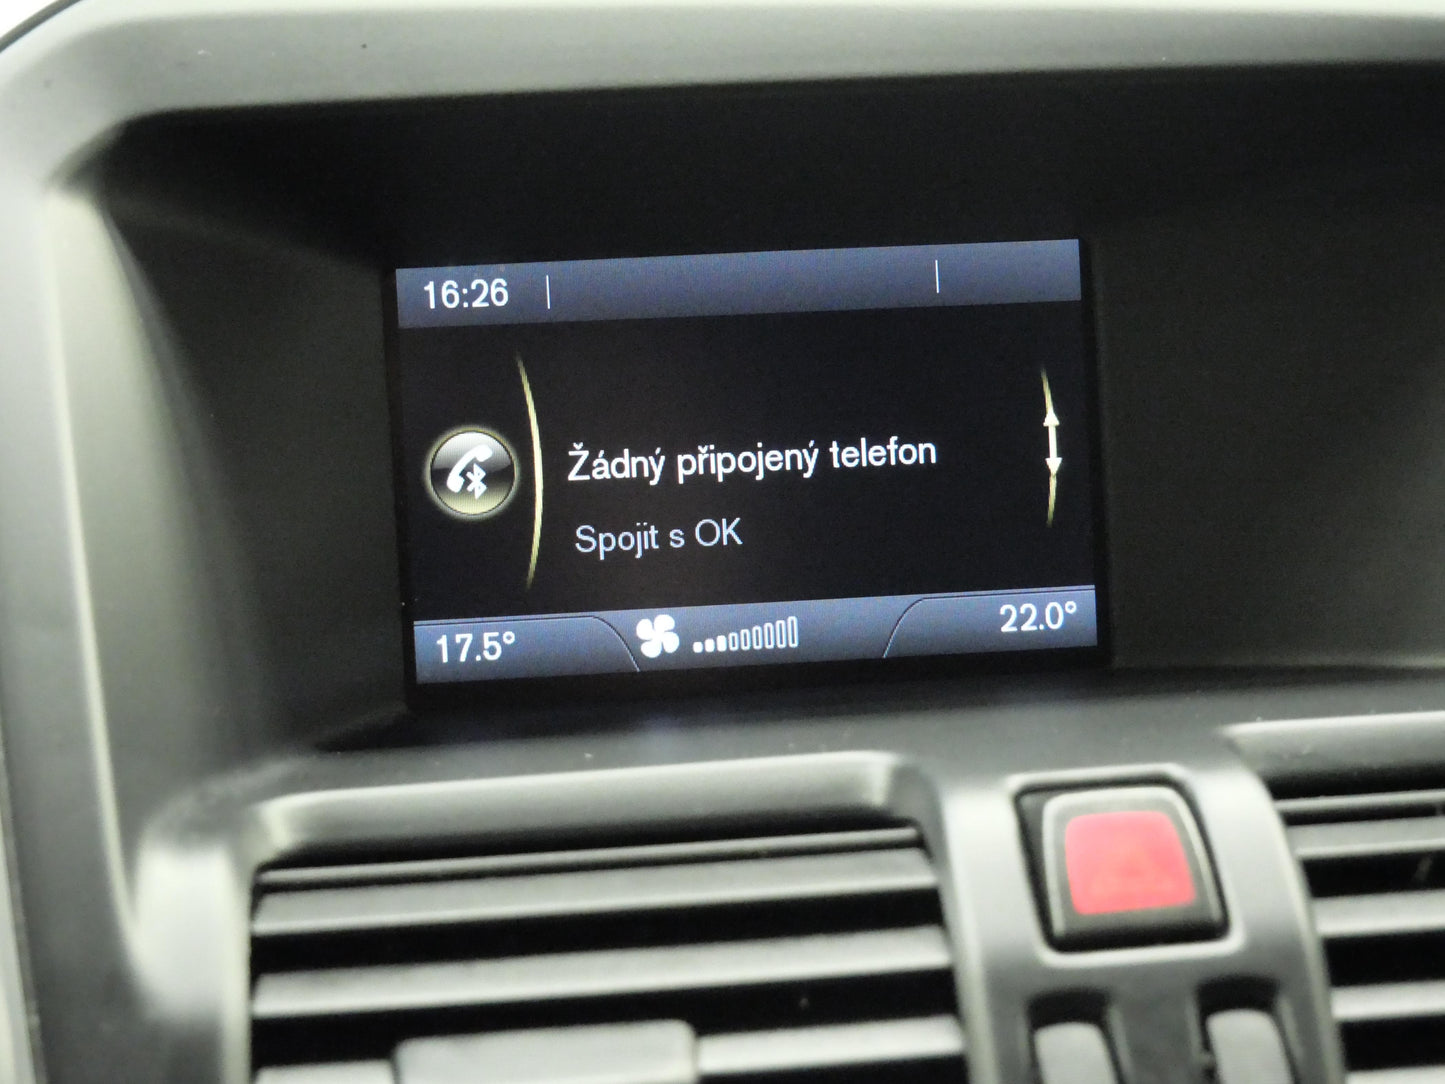 16:26
Žádný připojený telefon
Spojit s OK
17.5° 22.0°